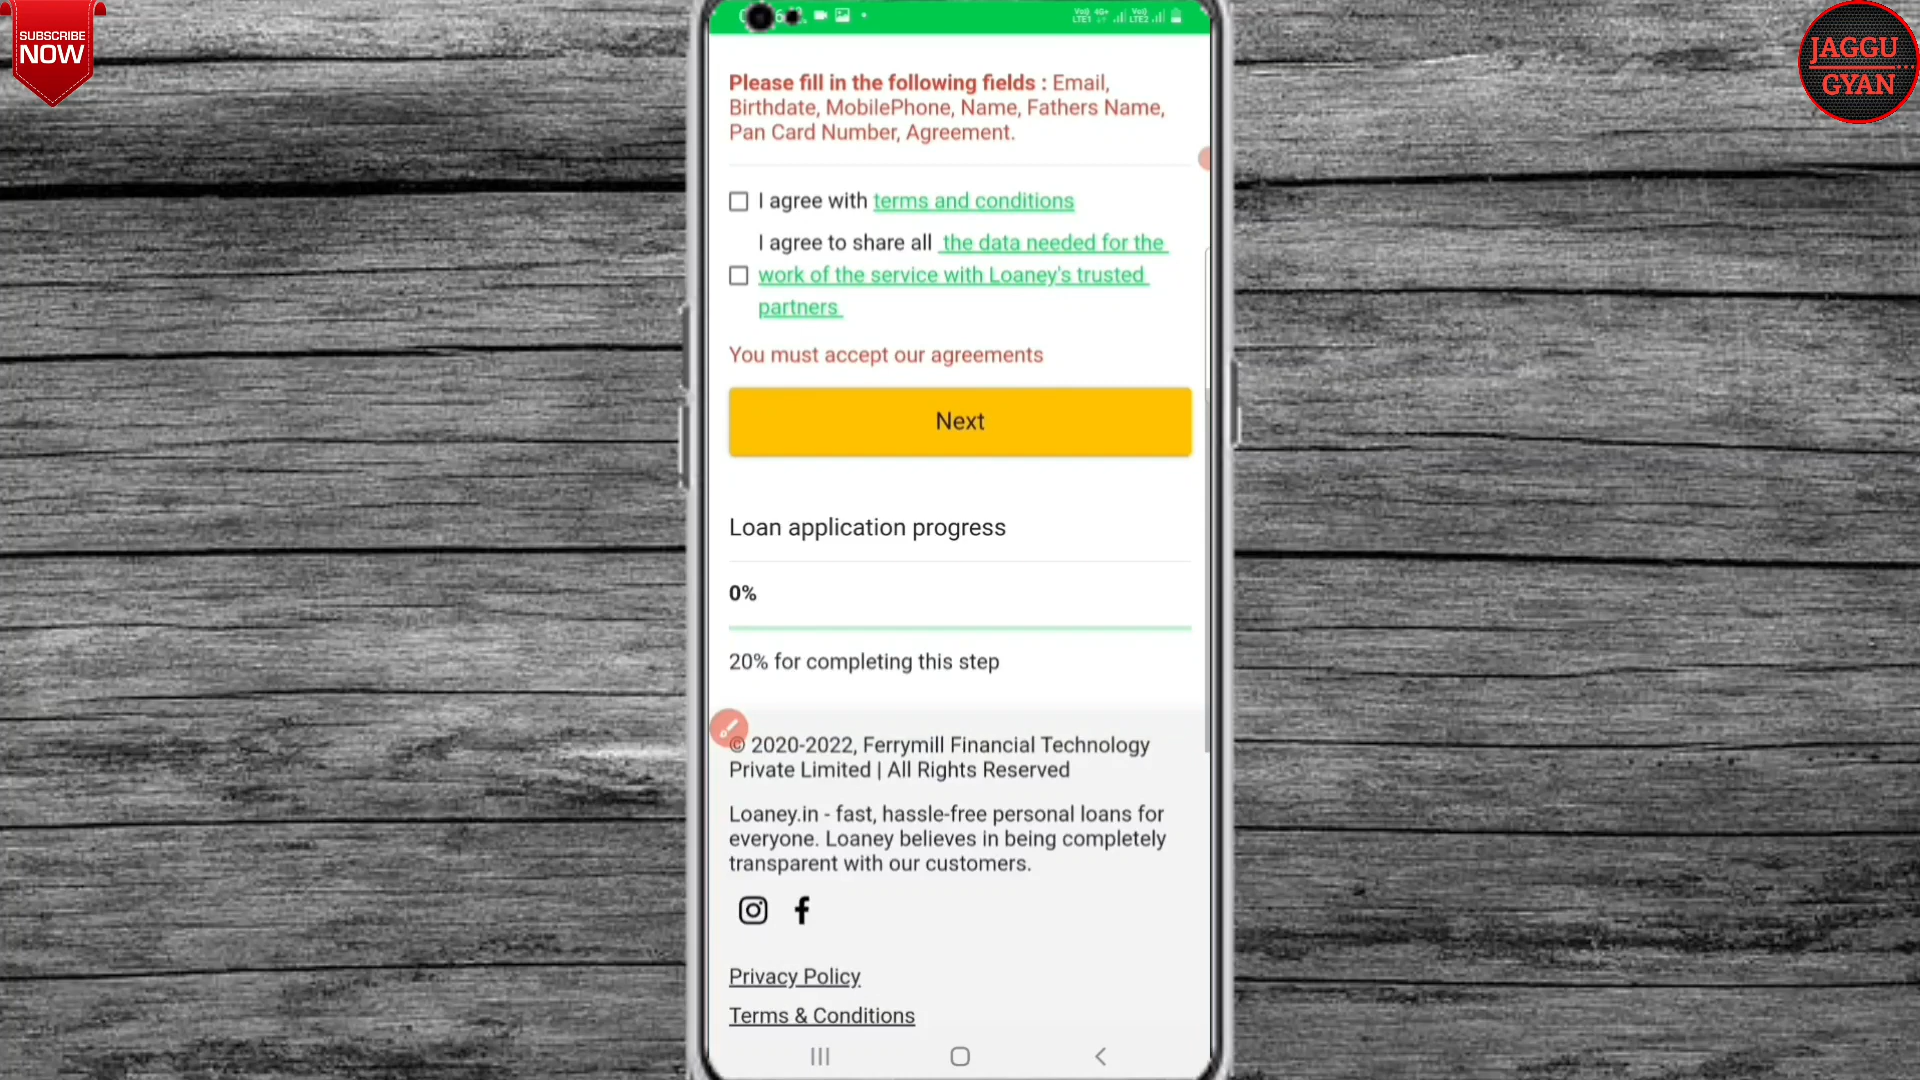 SUBSCRIBE
NOW
JAGGU
GYAN
Please fill in the following fields : Email,
Birthdate, MobilePhone, Name, Fathers Name,
Pan Card Number, Agreement.
I agree with terms and conditions
I agree to share all the data needed for the
work of the service with Loaney's trusted
partners
You must accept our agreements
Next
Loan application progress
0%
20% for completing this step
© 2020-2022, Ferrymill Financial Technology
Private Limited | All Rights Reserved
Loaney.in - fast, hassle-free personal loans for
everyone. Loaney believes in being completely
transparent with our customers.
Privacy Policy
Terms & Conditions